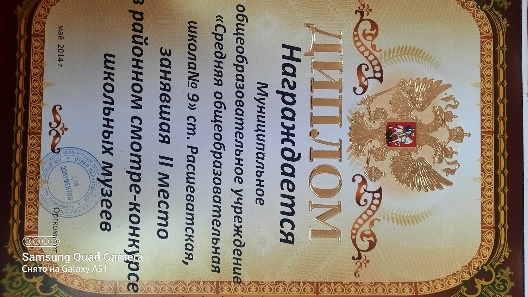 ДИПЛОМ
Награждается
Муниципальное
общеобразовательное учреждение
«Средняя общеобразовательная
школа№ 9» ст. Расшеватская,
занявшая II место
в районном смотре-конкурсе
школьных музеев
май 2014 г
Samsung Quad Camera
Снято на Galaxy A51